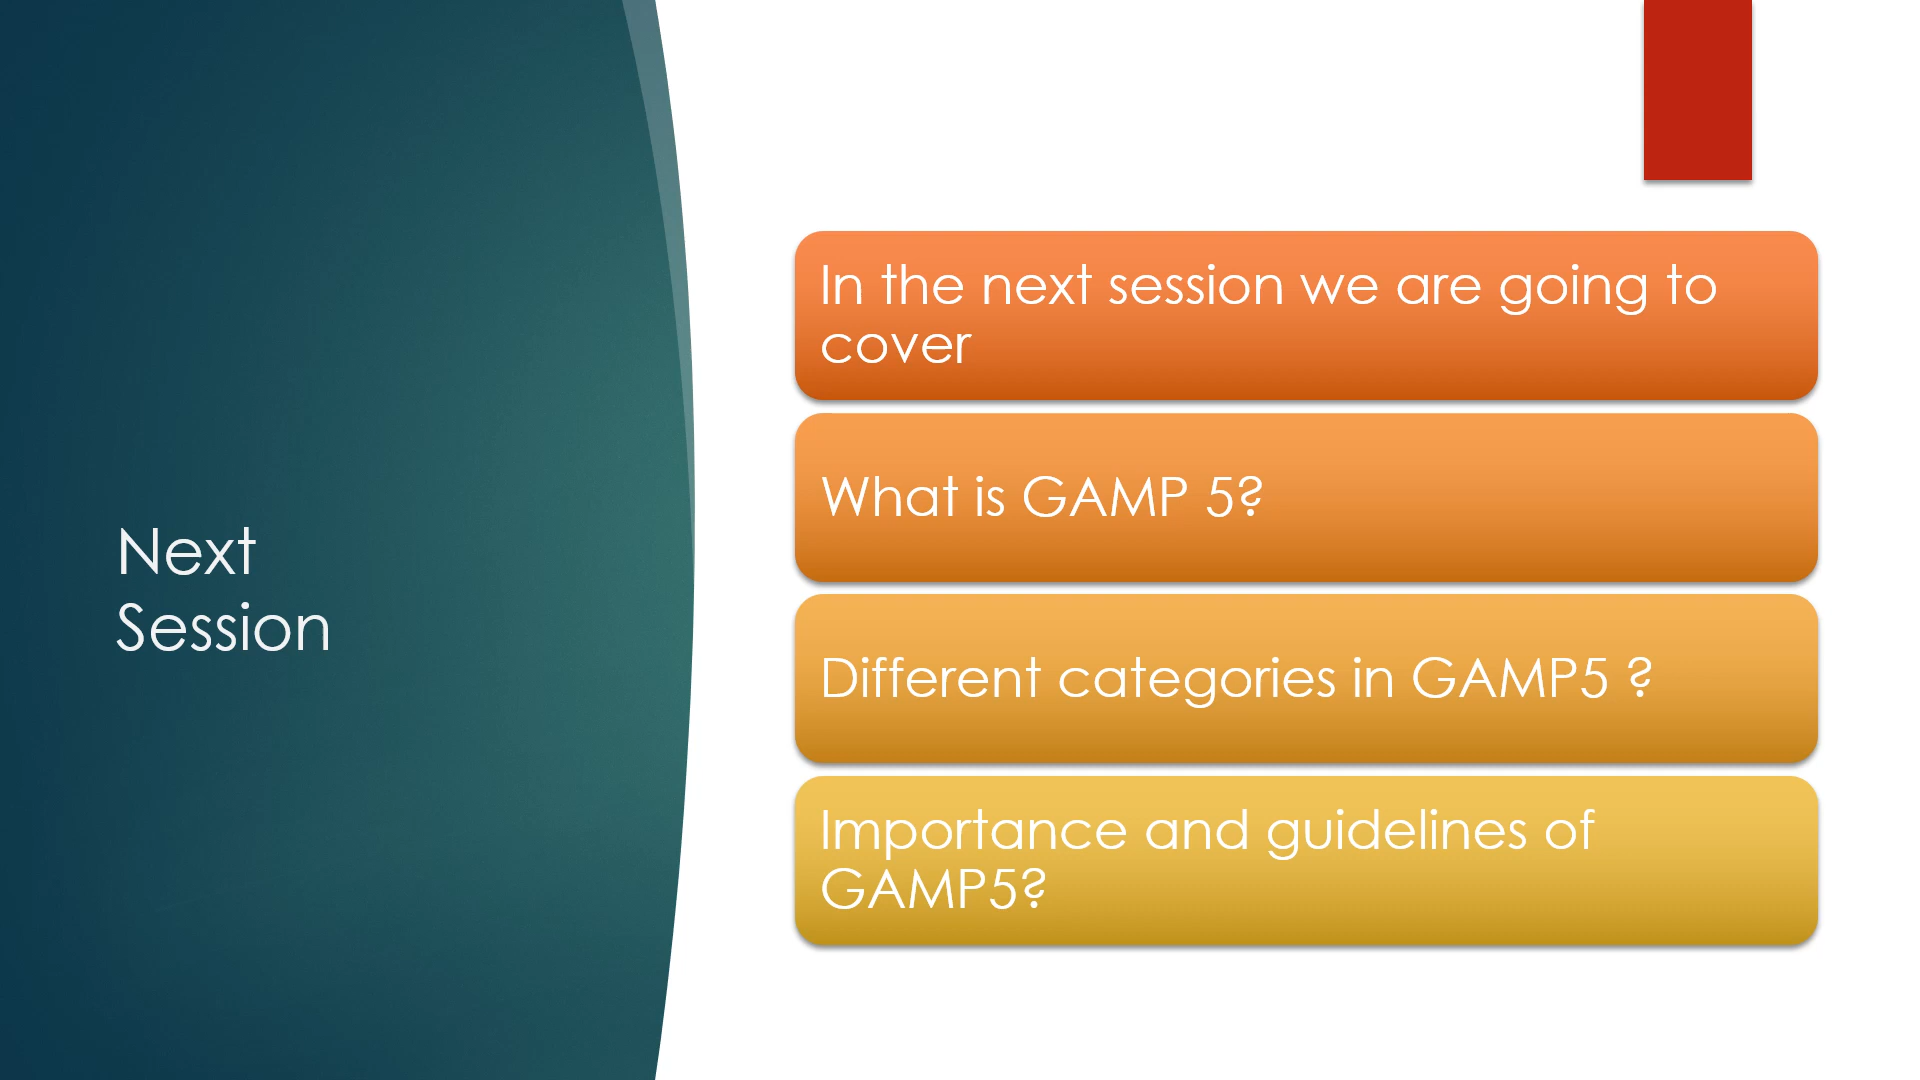 Next
Session
In the next session we are going to
cover
What is GAMP 5?
Different categories in GAMP5 ?
Importance and guidelines of
GAMP5?